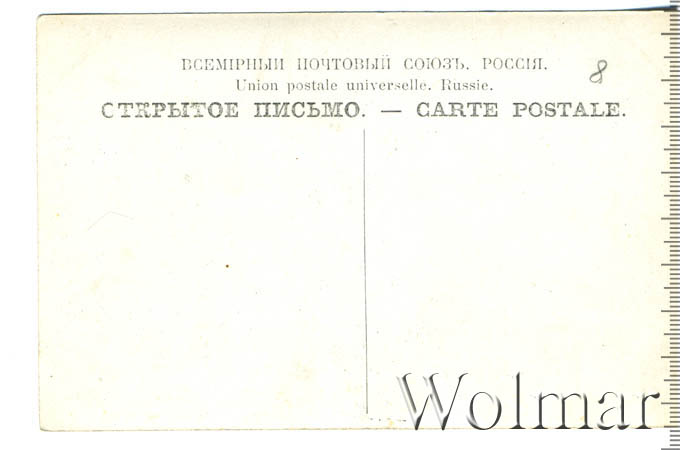 ВСЕМІРНЫЙ ПОЧТОВЫЙ СОЮЗЪ. РОССІЯ.
8
Union postale universelle. Russie.
ОТКРЫТОЕ ПИСЬМО. — CARTE POSTALE.
Wolmar